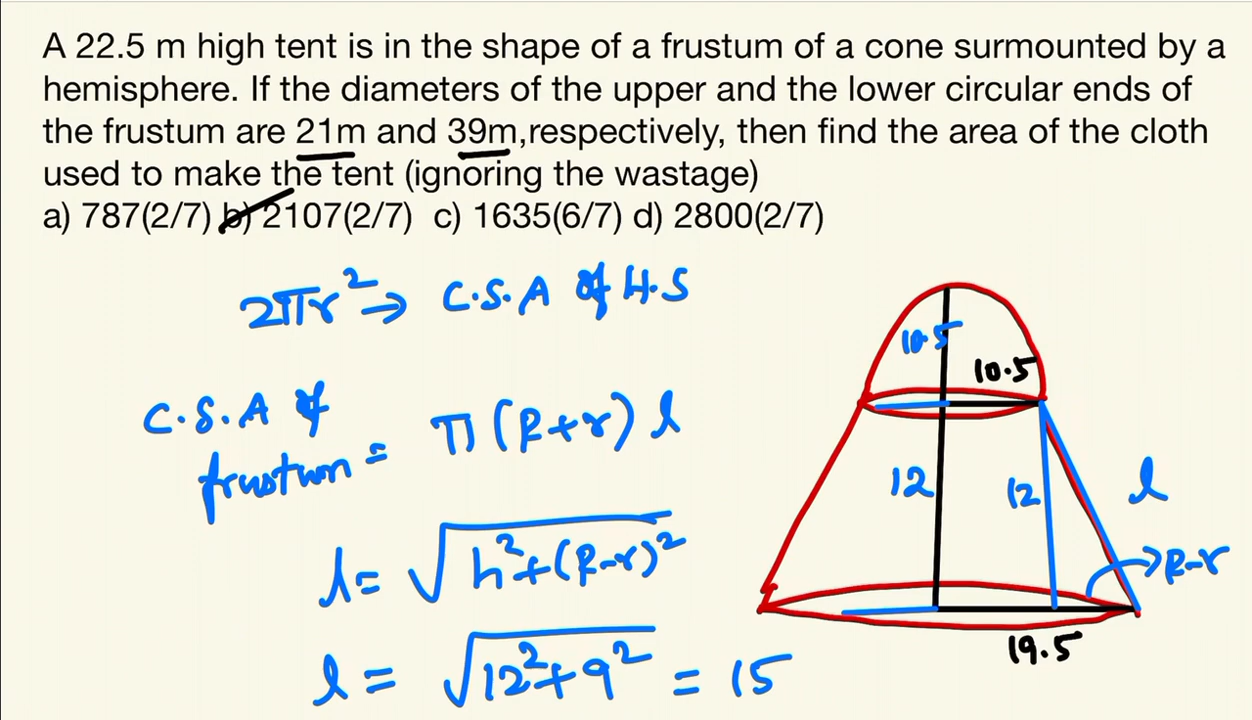 A 22.5 m high tent is in the shape of a frustum of a cone surmounted by a
hemisphere. If the diameters of the upper and the lower circular ends of
the frustum are 21m and 39m,respectively, then find the area of the cloth
used to make the tent (ignoring the wastage)
a) 787(2/7) b) 2107(2/7) c) 1635(6/7) d) 2800(2/7)
2πr² → C.S.A of H.S
10.5
10.5
C.S.A of
frustum = π (R+r) l
12
12
l
l = √h²+(R-r)²
→R-r
19.5
l = √12²+9² = 15